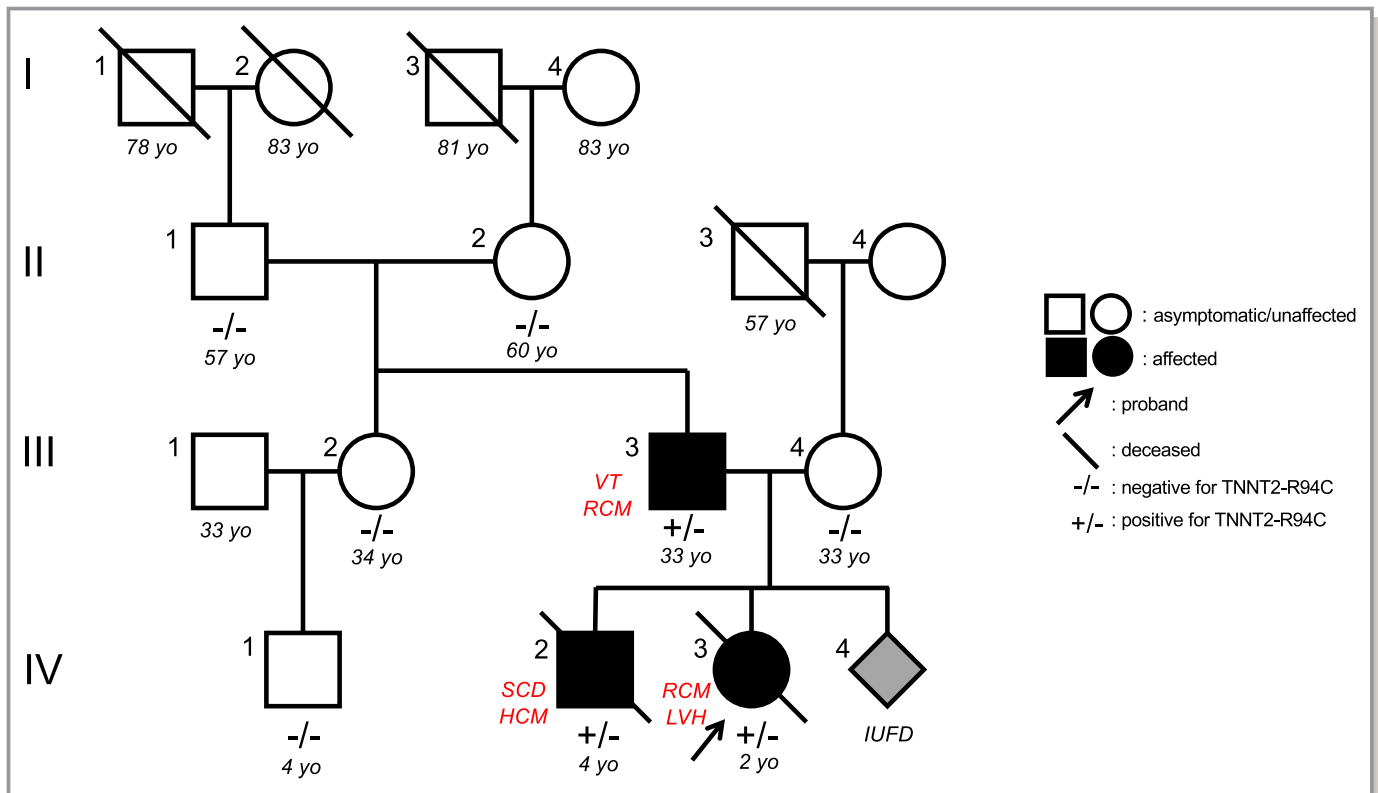 I
1
2
3
4
78 yo
83 yo
81 yo
83 yo
II
1
2
3
4
-/-
57 yo
-/-
60 yo
57 yo
: asymptomatic/unaffected
: affected
: proband
: deceased
-/- : negative for TNNT2-R94C
+/- : positive for TNNT2-R94C
III
1
2
3
4
VT
RCM
33 yo
-/-
34 yo
+/-
33 yo
-/-
33 yo
IV
1
2
3
4
SCD
HCM
RCM
LVH
-/-
4 yo
+/-
4 yo
+/-
2 yo
IUFD